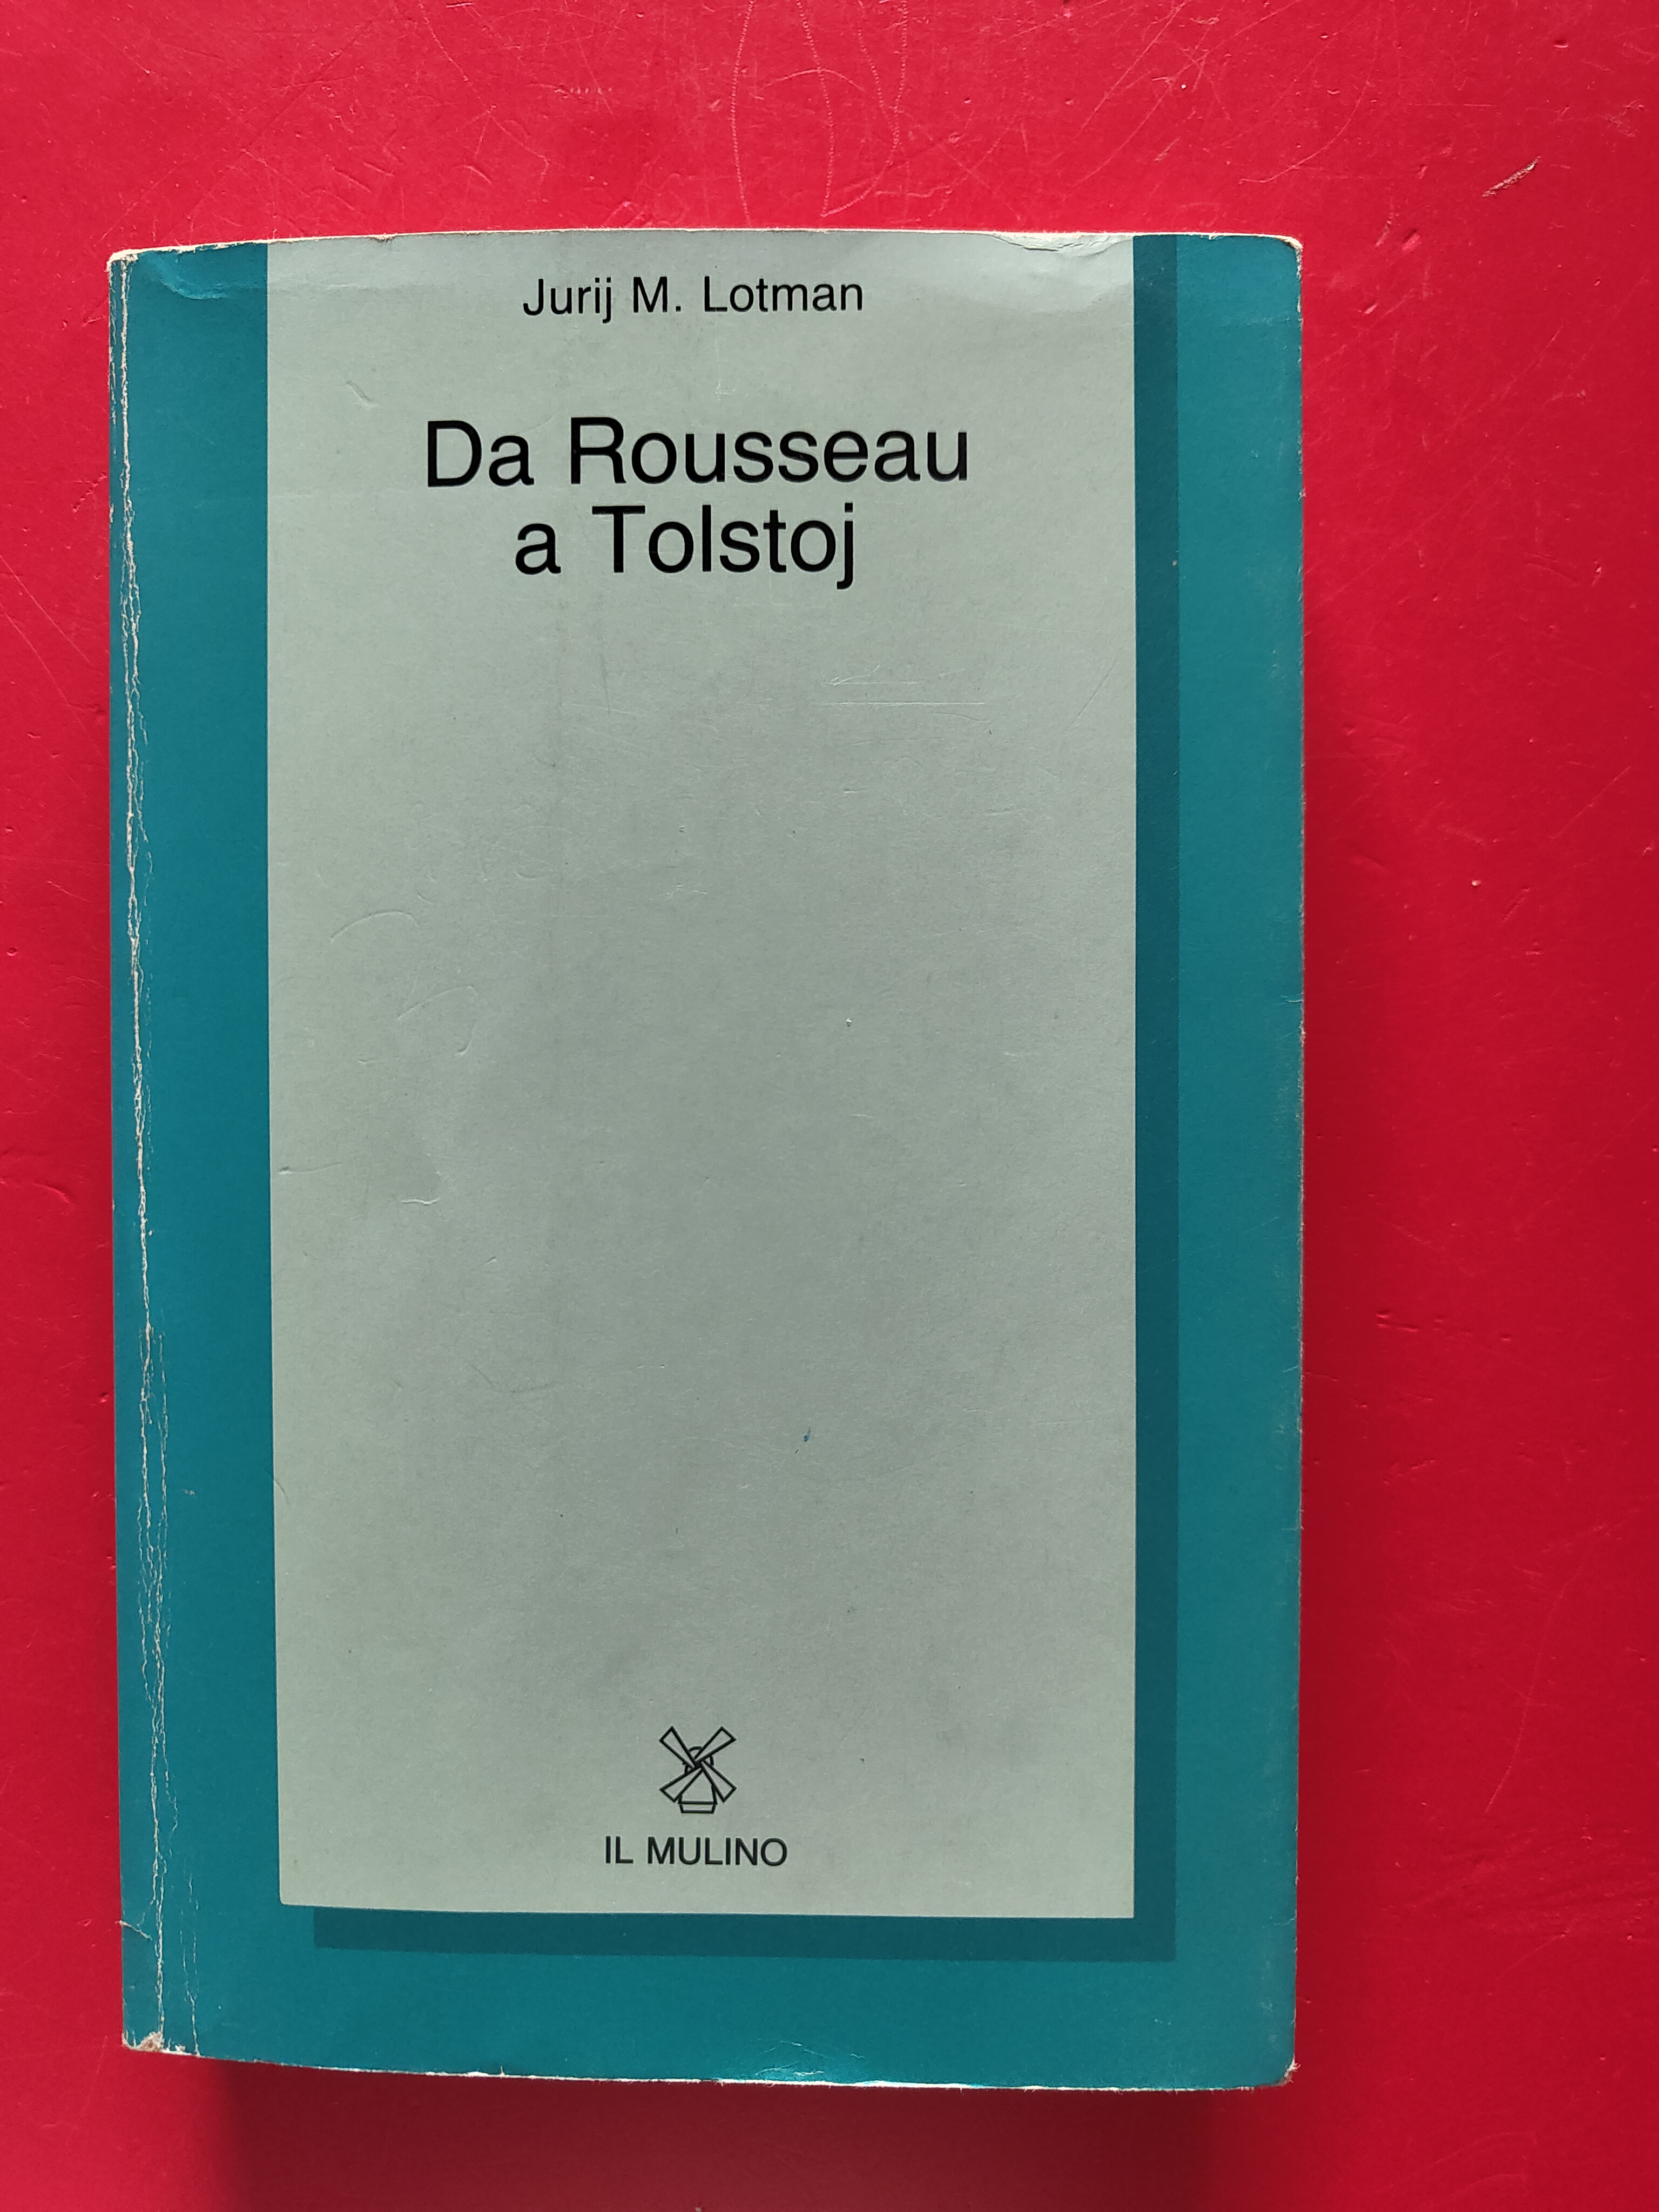 Jurij M. Lotman
Da Rousseau
a Tolstoj
IL MULINO